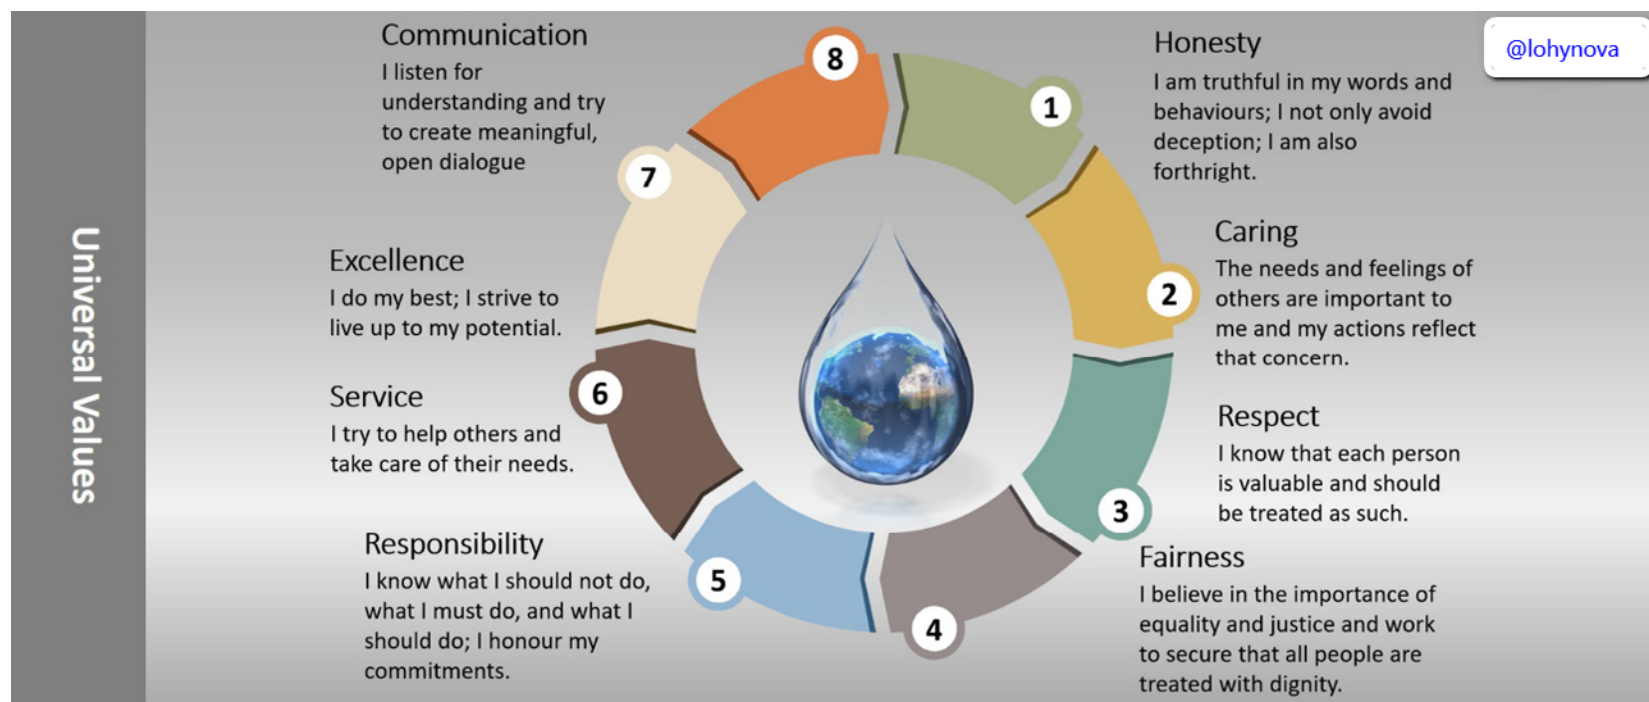 Universal Values
@lohynova
8
Communication
I listen for
understanding and try
to create meaningful,
open dialogue
1
Honesty
I am truthful in my words and
behaviours; I not only avoid
deception; I am also
forthright.
2
Caring
The needs and feelings of
others are important to
me and my actions reflect
that concern.
3
Respect
I know that each person
is valuable and should
be treated as such.
4
Fairness
I believe in the importance of
equality and justice and work
to secure that all people are
treated with dignity.
5
Responsibility
I know what I should not do,
what I must do, and what I
should do; I honour my
commitments.
6
Service
I try to help others and
take care of their needs.
7
Excellence
I do my best; I strive to
live up to my potential.